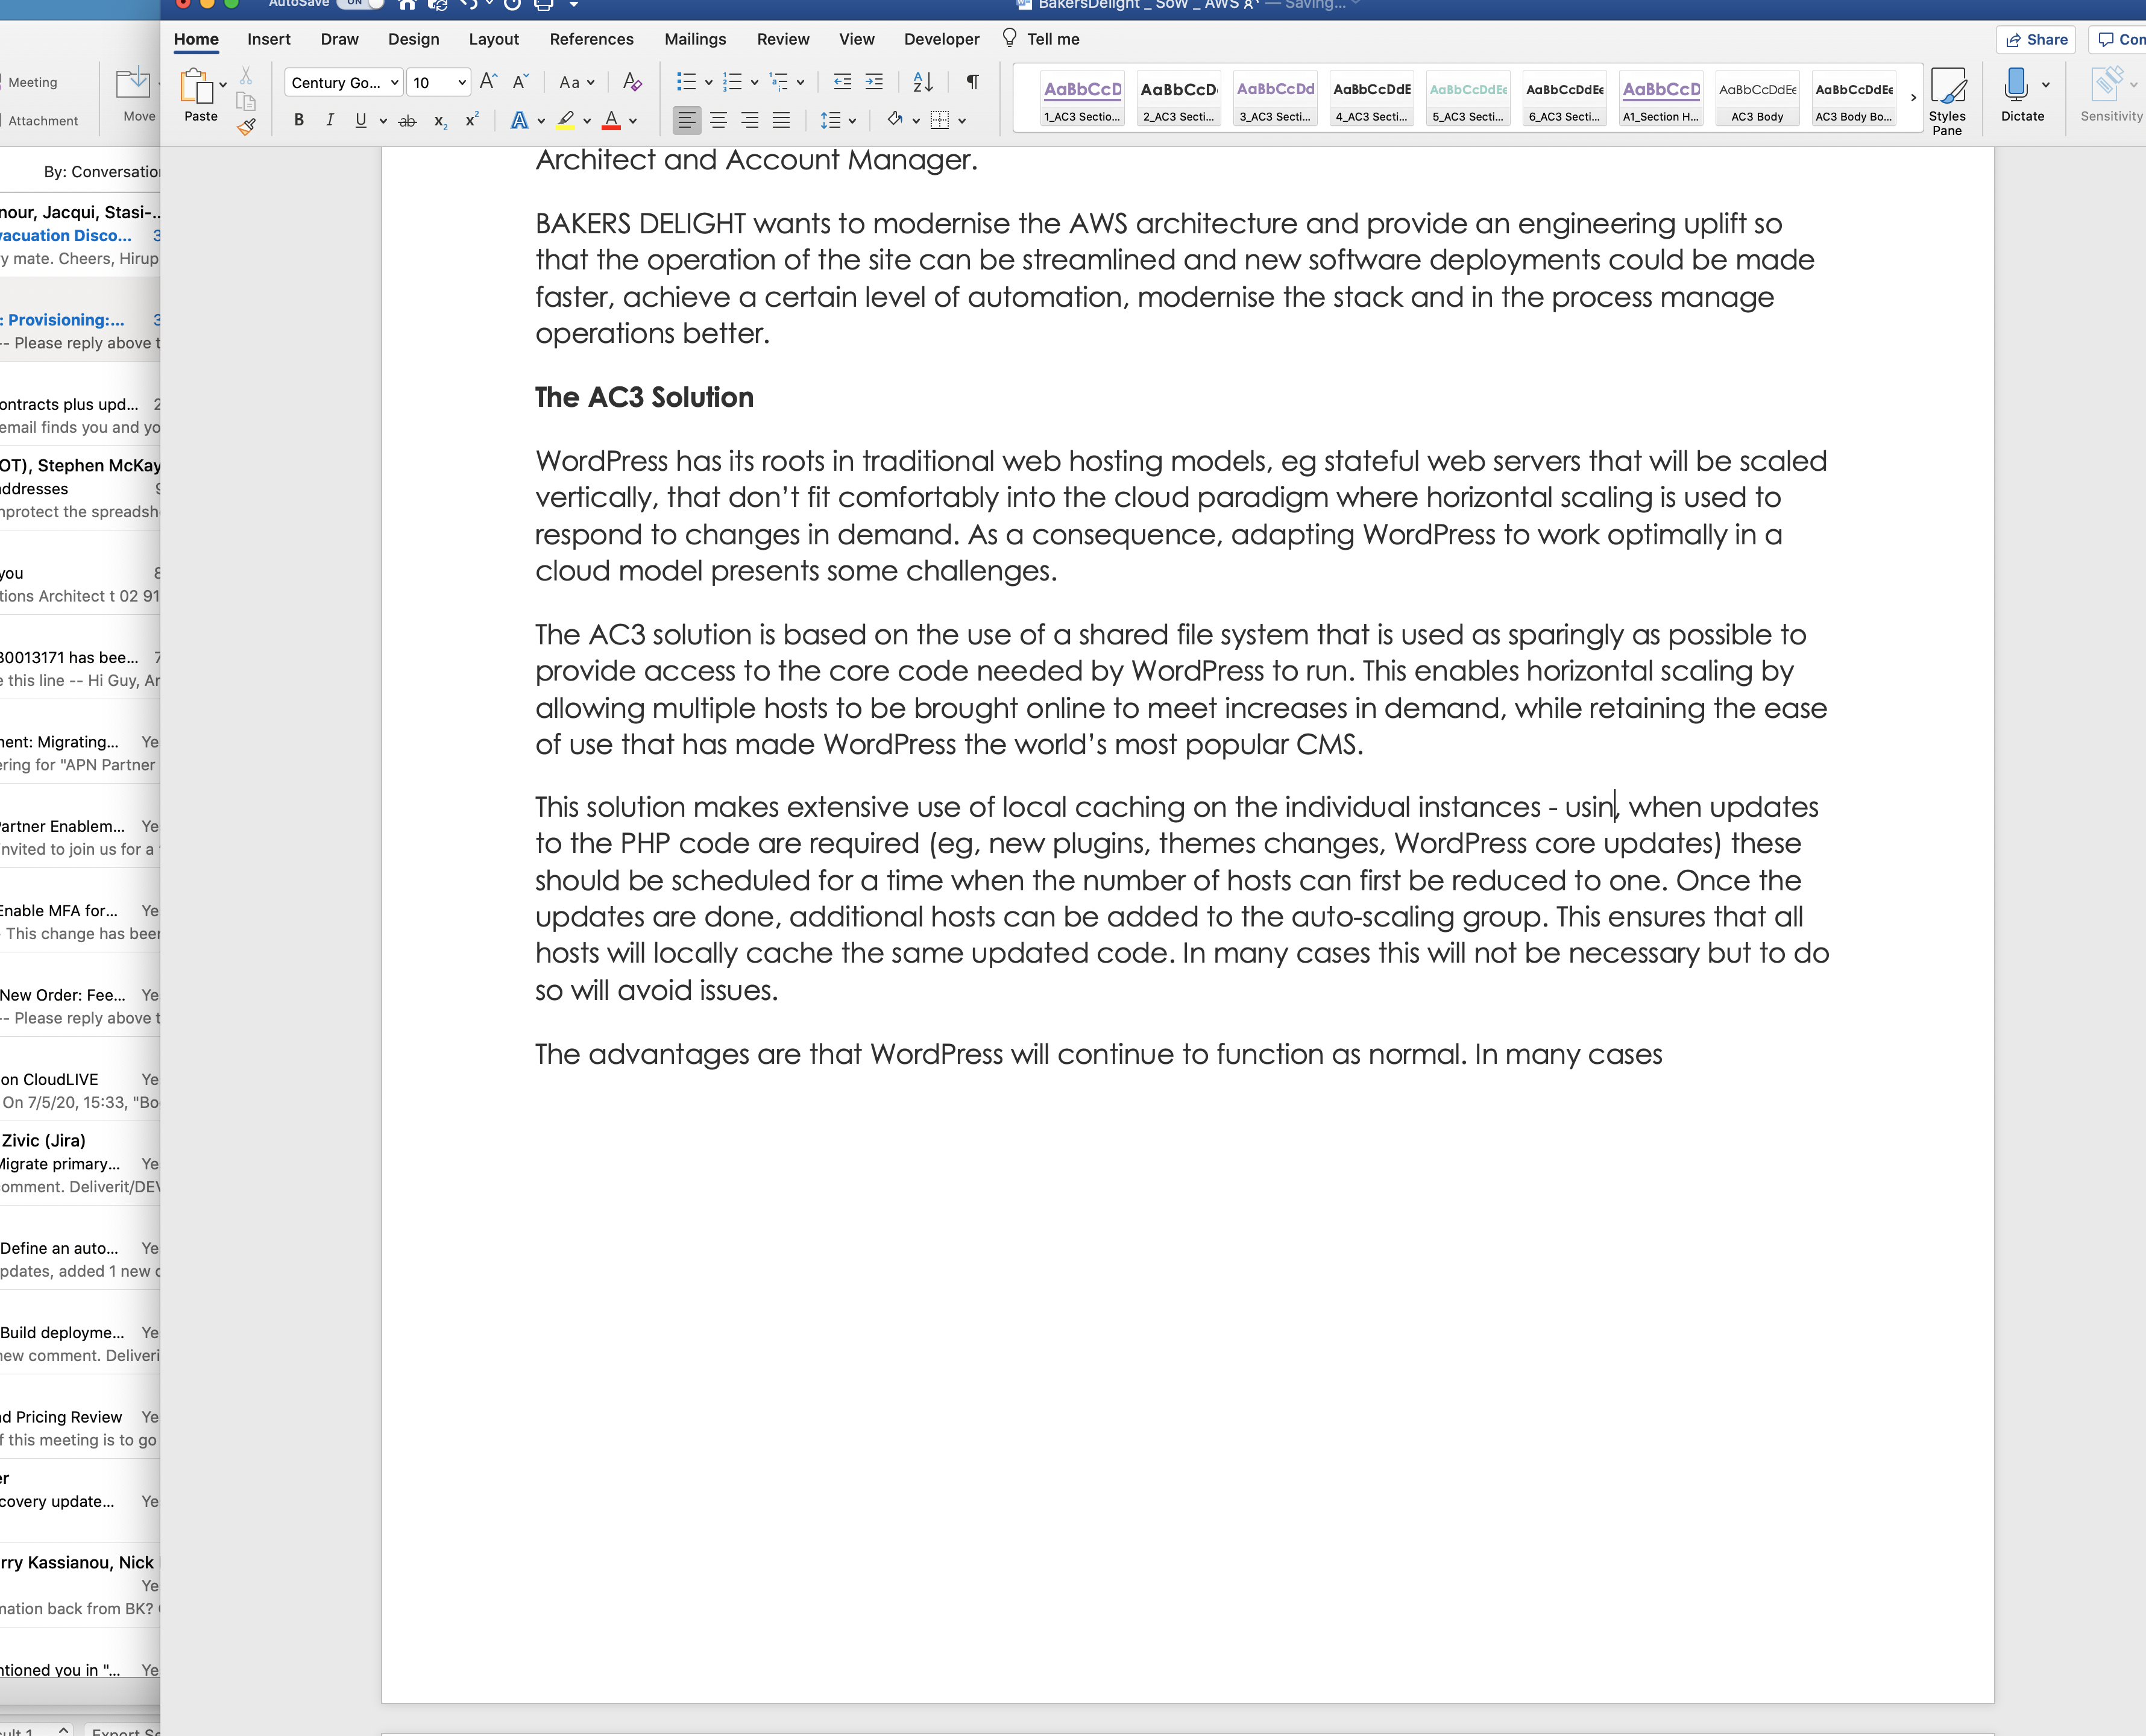 AutoSave ON BakersDelight _ SoW _ AWS — Saving...
Home Insert Draw Design Layout References Mailings Review View Developer Tell me Share
Meeting
Attachment
Move
Paste
Century Go... 10
Aa
B I U ab x2 x2 A A
AaBbCcD AaBbCcD AaBbCcDd AaBbCcDdE AaBbCcDdEe AaBbCcDdEe AaBbCcD AaBbCcDdEe AaBbCcDdEe
1_AC3 Sectio... 2_AC3 Secti... 3_AC3 Secti... 4_AC3 Secti... 5_AC3 Secti... 6_AC3 Secti... A1_Section H... AC3 Body AC3 Body Bo...
Styles Pane
Dictate
Sensitivity
By: Conversation
nour, Jacqui, Stasi-...
vacuation Disco... 3
y mate. Cheers, Hirup
: Provisioning:... 3
-- Please reply above t
ontracts plus upd... 2
email finds you and yo
OT), Stephen McKay
ddresses 9
nprotect the spreadsh
you 8
tions Architect t 02 91
30013171 has bee... 7
e this line -- Hi Guy, Ar
ment: Migrating... Ye
ering for "APN Partner
Partner Enablem... Ye
nvited to join us for a
Enable MFA for... Ye
This change has been
New Order: Fee... Ye
-- Please reply above t
on CloudLIVE Ye
On 7/5/20, 15:33, "Bo
Zivic (Jira)
Migrate primary... Ye
comment. Deliverit/DEV
Define an auto... Ye
pdates, added 1 new c
Build deployme... Ye
new comment. Deliveri
nd Pricing Review Ye
f this meeting is to go
er
covery update... Ye
rry Kassianou, Nick
Ye
mation back from BK?
ntioned you in "... Ye
Architect and Account Manager.
BAKERS DELIGHT wants to modernise the AWS architecture and provide an engineering uplift so
that the operation of the site can be streamlined and new software deployments could be made
faster, achieve a certain level of automation, modernise the stack and in the process manage
operations better.
The AC3 Solution
WordPress has its roots in traditional web hosting models, eg stateful web servers that will be scaled
vertically, that don’t fit comfortably into the cloud paradigm where horizontal scaling is used to
respond to changes in demand. As a consequence, adapting WordPress to work optimally in a
cloud model presents some challenges.
The AC3 solution is based on the use of a shared file system that is used as sparingly as possible to
provide access to the core code needed by WordPress to run. This enables horizontal scaling by
allowing multiple hosts to be brought online to meet increases in demand, while retaining the ease
of use that has made WordPress the world’s most popular CMS.
This solution makes extensive use of local caching on the individual instances - usin, when updates
to the PHP code are required (eg, new plugins, themes changes, WordPress core updates) these
should be scheduled for a time when the number of hosts can first be reduced to one. Once the
updates are done, additional hosts can be added to the auto-scaling group. This ensures that all
hosts will locally cache the same updated code. In many cases this will not be necessary but to do
so will avoid issues.
The advantages are that WordPress will continue to function as normal. In many cases